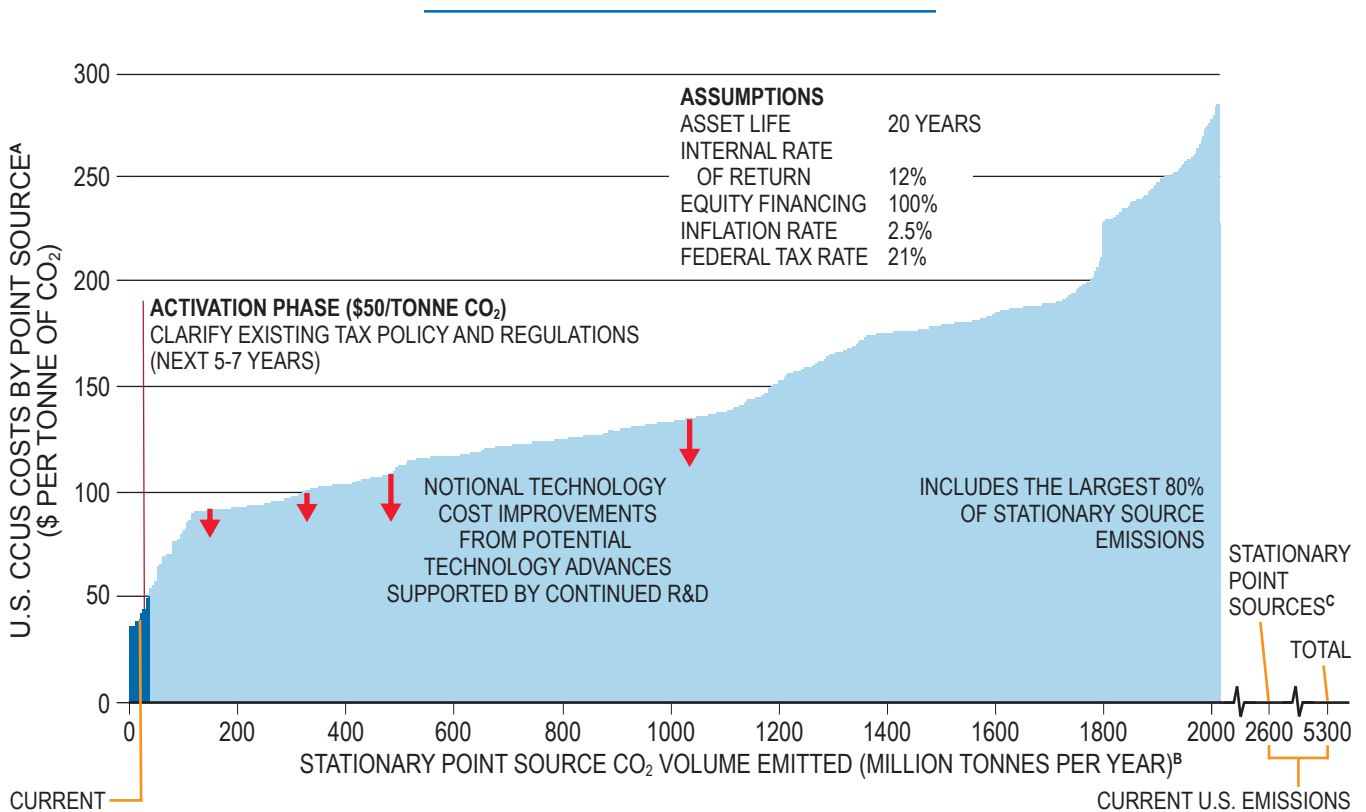 300
250
200
150
100
50
0
U.S. CCUS COSTS BY POINT SOURCEᴬ
($ PER TONNE OF CO₂)
ASSUMPTIONS
ASSET LIFE 20 YEARS
INTERNAL RATE
OF RETURN 12%
EQUITY FINANCING 100%
INFLATION RATE 2.5%
FEDERAL TAX RATE 21%
ACTIVATION PHASE ($50/TONNE CO₂)
CLARIFY EXISTING TAX POLICY AND REGULATIONS
(NEXT 5-7 YEARS)
NOTIONAL TECHNOLOGY
COST IMPROVEMENTS
FROM POTENTIAL
TECHNOLOGY ADVANCES
SUPPORTED BY CONTINUED R&D
INCLUDES THE LARGEST 80%
OF STATIONARY SOURCE
EMISSIONS
STATIONARY
POINT
SOURCESᶜ
TOTAL
0 200 400 600 800 1000 1200 1400 1600 1800 2000 2600 5300
STATIONARY POINT SOURCE CO₂ VOLUME EMITTED (MILLION TONNES PER YEAR)ᴮ
CURRENT
CURRENT U.S. EMISSIONS